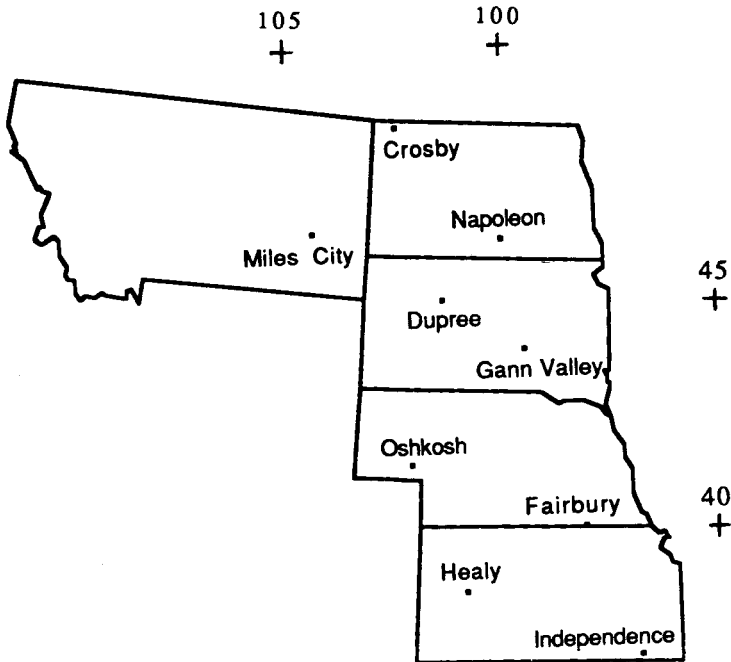 105
100
Crosby
Napoleon
Miles City
45
Dupree
Gann Valley
Oshkosh
Fairbury
40
Healy
Independence